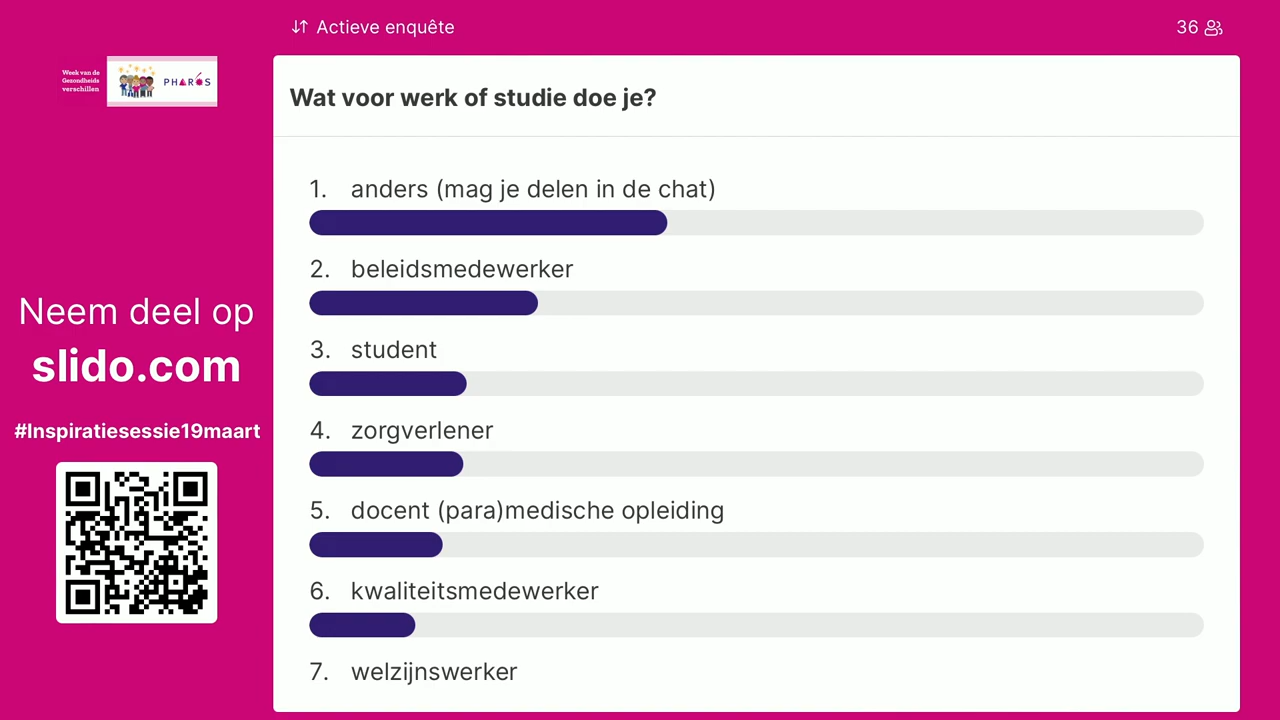 Actieve enquête
36
Week van de
Gezondheids
verschillen
PHAROS
Wat voor werk of studie doe je?
1. anders (mag je delen in de chat)
2. beleidsmedewerker
3. student
4. zorgverlener
5. docent (para)medische opleiding
6. kwaliteitsmedewerker
7. welzijnswerker
Neem deel op
slido.com
#Inspiratiesessie19maart